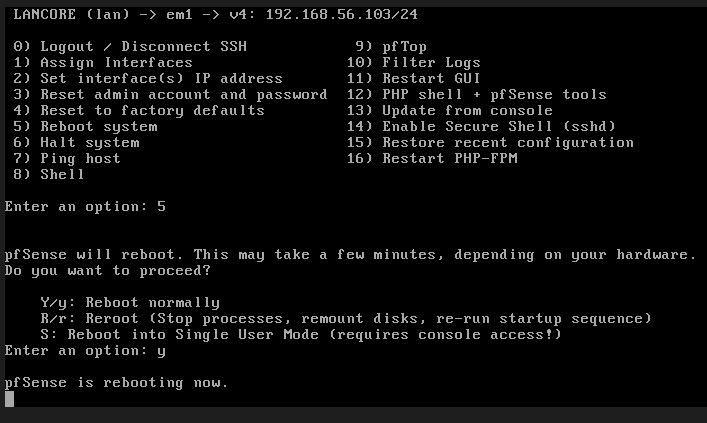 LANCORE (lan) -> em1 -> v4: 192.168.56.103/24
0) Logout / Disconnect SSH 9) pfTop
1) Assign Interfaces 10) Filter Logs
2) Set interface(s) IP address 11) Restart GUI
3) Reset admin account and password 12) PHP shell + pfSense tools
4) Reset to factory defaults 13) Update from console
5) Reboot system 14) Enable Secure Shell (sshd)
6) Halt system 15) Restore recent configuration
7) Ping host 16) Restart PHP-FPM
8) Shell
Enter an option: 5
pfSense will reboot. This may take a few minutes, depending on your hardware.
Do you want to proceed?
Y/y: Reboot normally
R/r: Reroot (Stop processes, remount disks, re-run startup sequence)
S: Reboot into Single User Mode (requires console access!)
Enter an option: y
pfSense is rebooting now.